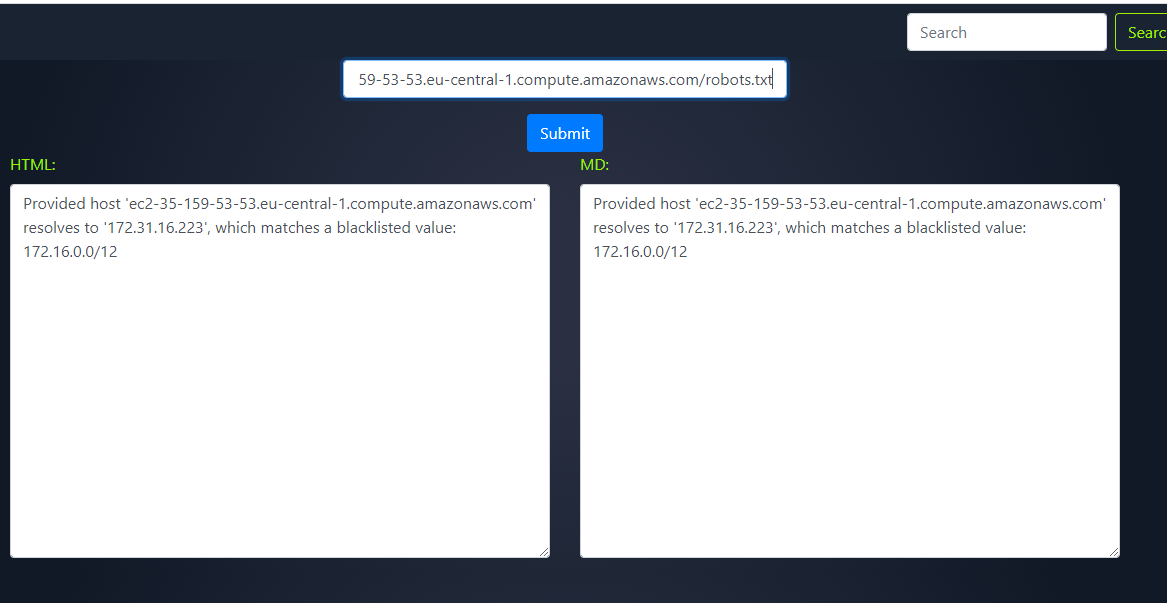 Search
Searc
59-53-53.eu-central-1.compute.amazonaws.com/robots.txt
Submit
HTML:
MD:
Provided host 'ec2-35-159-53-53.eu-central-1.compute.amazonaws.com'
resolves to '172.31.16.223', which matches a blacklisted value:
172.16.0.0/12
Provided host 'ec2-35-159-53-53.eu-central-1.compute.amazonaws.com'
resolves to '172.31.16.223', which matches a blacklisted value:
172.16.0.0/12